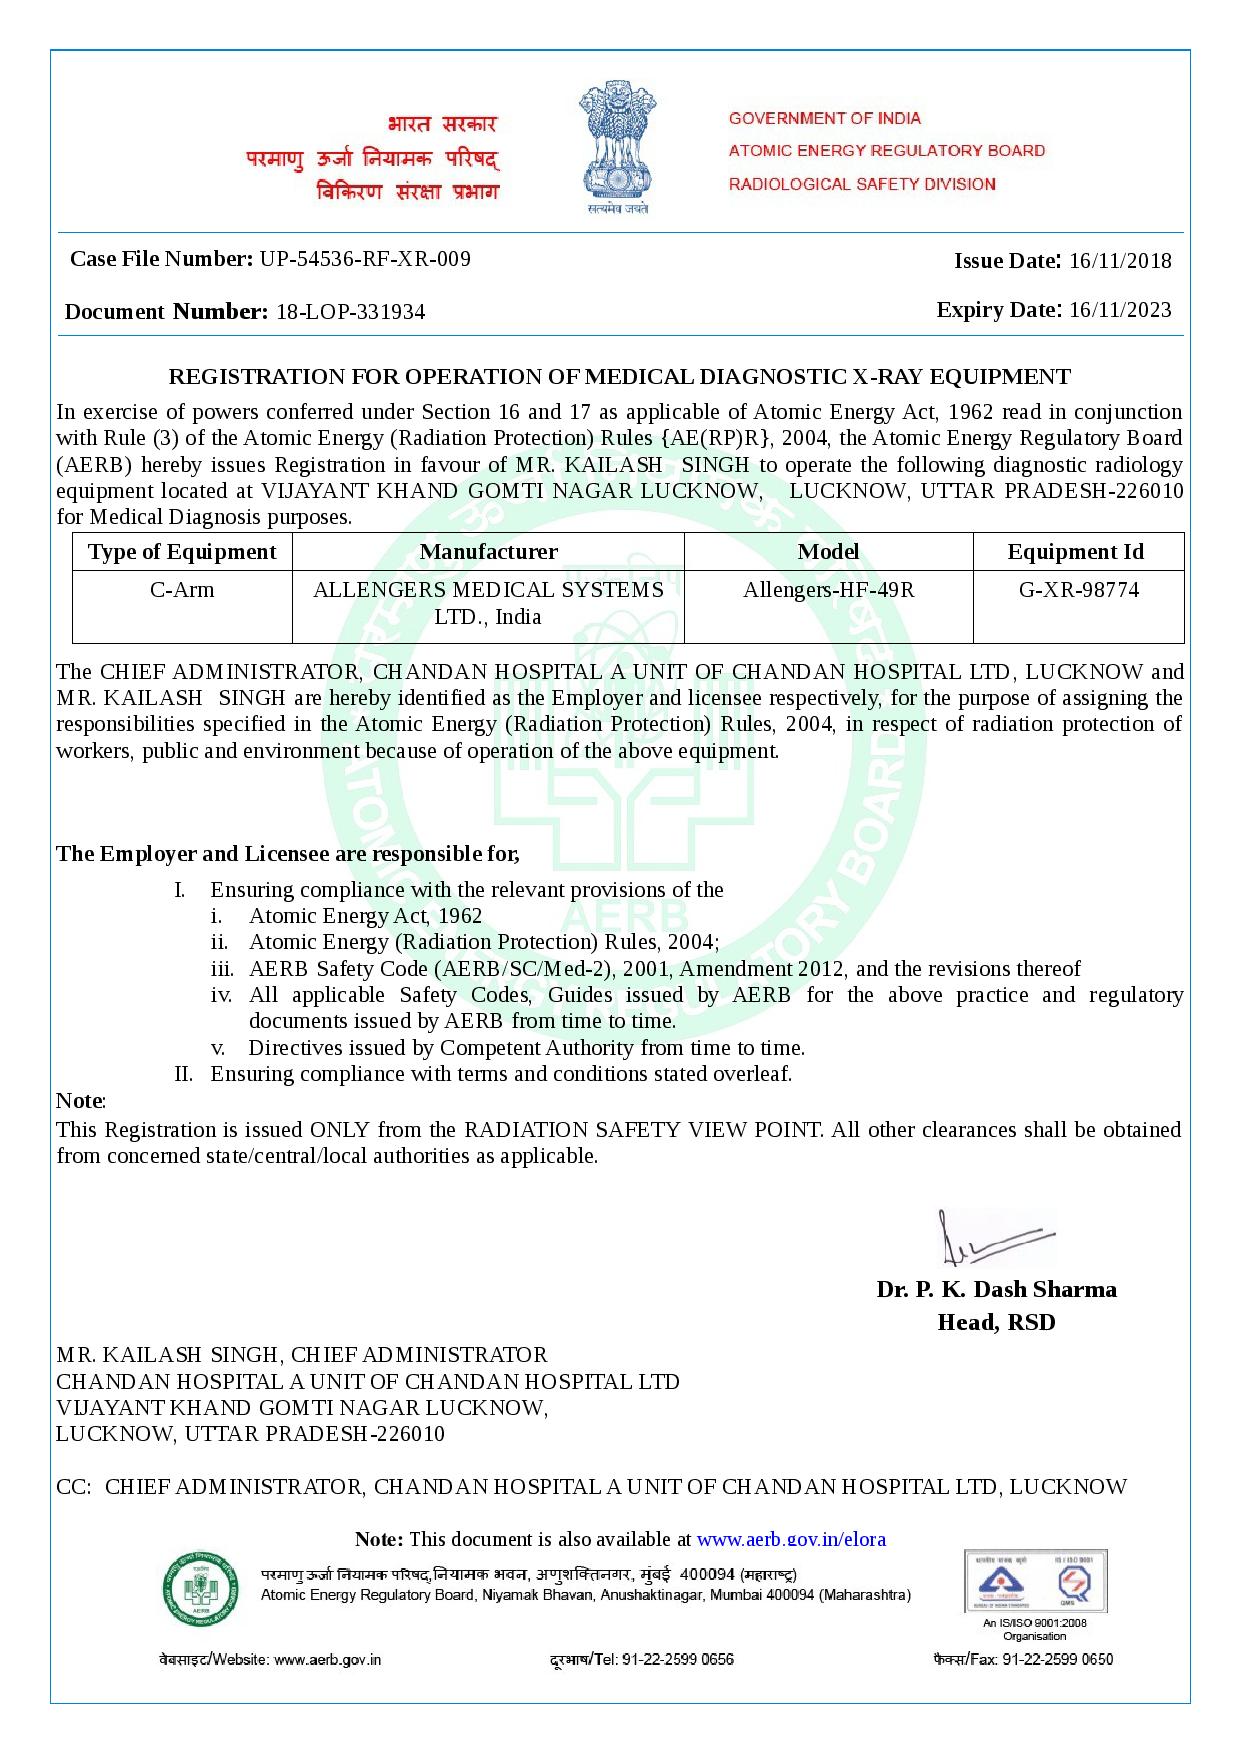 भारत सरकार
परमाणु ऊर्जा नियामक परिषद्
विकिरण संरक्षा प्रभाग
सत्यमेव जयते
GOVERNMENT OF INDIA
ATOMIC ENERGY REGULATORY BOARD
RADIOLOGICAL SAFETY DIVISION
Case File Number: UP-54536-RF-XR-009
Issue Date: 16/11/2018
Document Number: 18-LOP-331934
Expiry Date: 16/11/2023
REGISTRATION FOR OPERATION OF MEDICAL DIAGNOSTIC X-RAY EQUIPMENT
In exercise of powers conferred under Section 16 and 17 as applicable of Atomic Energy Act, 1962 read in conjunction
with Rule (3) of the Atomic Energy (Radiation Protection) Rules {AE(RP)R}, 2004, the Atomic Energy Regulatory Board
(AERB) hereby issues Registration in favour of MR. KAILASH SINGH to operate the following diagnostic radiology
equipment located at VIJAYANT KHAND GOMTI NAGAR LUCKNOW, LUCKNOW, UTTAR PRADESH-226010
for Medical Diagnosis purposes.
Type of Equipment Manufacturer Model Equipment Id
C-Arm ALLENGERS MEDICAL SYSTEMS Allengers-HF-49R G-XR-98774
LTD., India
The CHIEF ADMINISTRATOR, CHANDAN HOSPITAL A UNIT OF CHANDAN HOSPITAL LTD, LUCKNOW and
MR. KAILASH SINGH are hereby identified as the Employer and licensee respectively, for the purpose of assigning the
responsibilities specified in the Atomic Energy (Radiation Protection) Rules, 2004, in respect of radiation protection of
workers, public and environment because of operation of the above equipment.
The Employer and Licensee are responsible for,
I. Ensuring compliance with the relevant provisions of the
i. Atomic Energy Act, 1962
ii. Atomic Energy (Radiation Protection) Rules, 2004;
iii. AERB Safety Code (AERB/SC/Med-2), 2001, Amendment 2012, and the revisions thereof
iv. All applicable Safety Codes, Guides issued by AERB for the above practice and regulatory
documents issued by AERB from time to time.
v. Directives issued by Competent Authority from time to time.
II. Ensuring compliance with terms and conditions stated overleaf.
Note:
This Registration is issued ONLY from the RADIATION SAFETY VIEW POINT. All other clearances shall be obtained
from concerned state/central/local authorities as applicable.
AERB
ATOMIC ENERGY REGULATORY BOARD
Dr. P. K. Dash Sharma
Head, RSD
MR. KAILASH SINGH, CHIEF ADMINISTRATOR
CHANDAN HOSPITAL A UNIT OF CHANDAN HOSPITAL LTD
VIJAYANT KHAND GOMTI NAGAR LUCKNOW,
LUCKNOW, UTTAR PRADESH-226010
CC: CHIEF ADMINISTRATOR, CHANDAN HOSPITAL A UNIT OF CHANDAN HOSPITAL LTD, LUCKNOW
Note: This document is also available at www.aerb.gov.in/elora
परमाणु ऊर्जा नियामक परिषद्,नियामक भवन, अणुशक्तिनगर, मुंबई 400094 (महाराष्ट्र)
Atomic Energy Regulatory Board, Niyamak Bhavan, Anushaktinagar, Mumbai 400094 (Maharashtra)
AERB
IS / ISO 9001
QMS
An IS/ISO 9001:2008
Organisation
वेबसाइट/Website: www.aerb.gov.in
दूरभाष/Tel: 91-22-2599 0656
फैक्स/Fax: 91-22-2599 0650